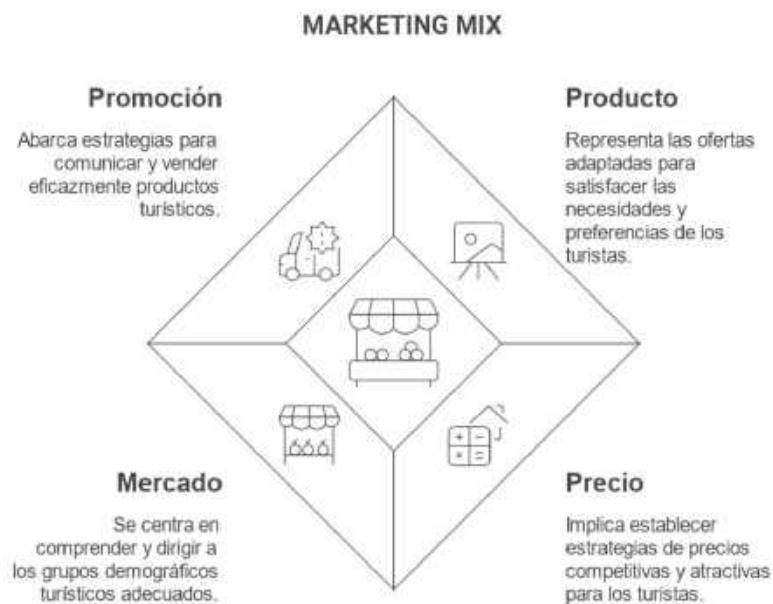 MARKETING MIX
Promoción
Abarca estrategias para
comunicar y vender
eficazmente productos
turísticos.
Producto
Representa las ofertas
adaptadas para
satisfacer las
necesidades y
preferencias de los
turistas.
Mercado
Se centra en
comprender y dirigir a
los grupos demográficos
turísticos adecuados.
Precio
Implica establecer
estrategias de precios
competitivas y atractivas
para los turistas.